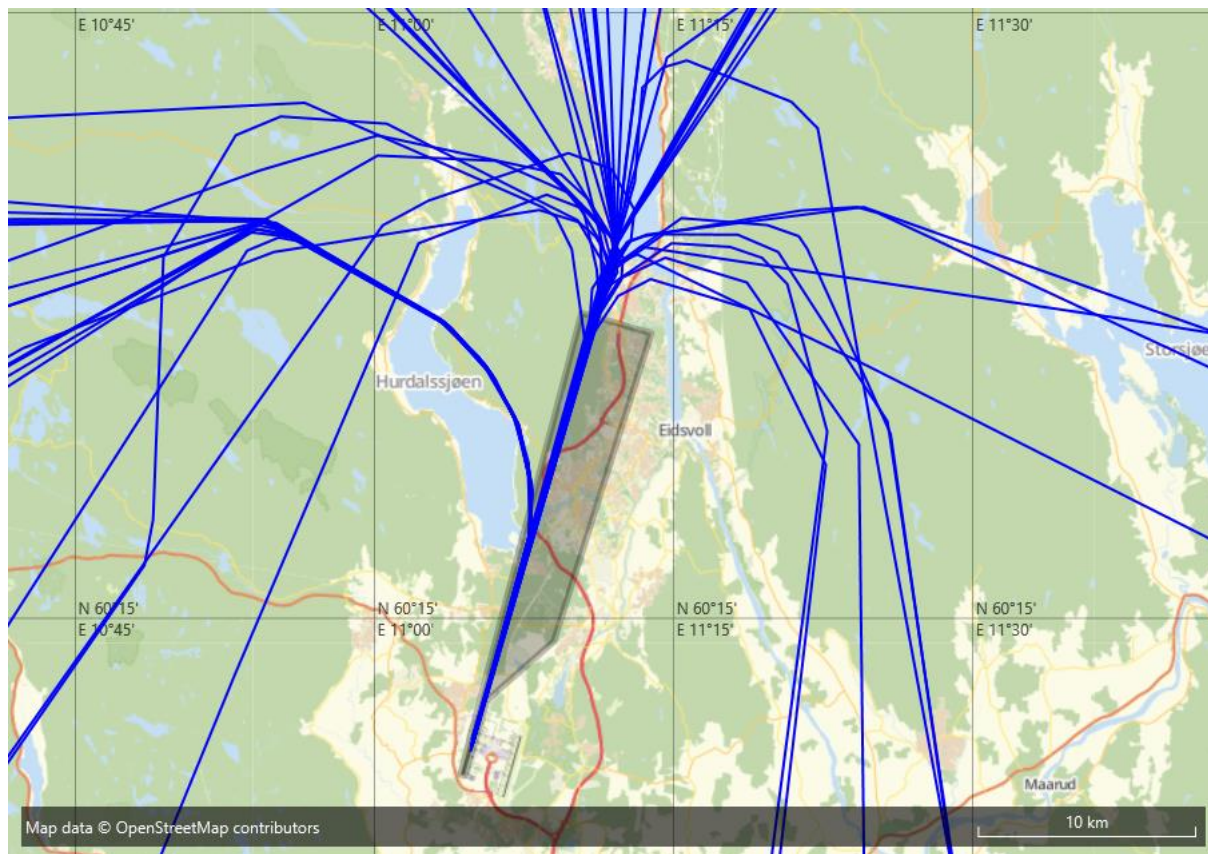 E 10°45'
E 11°00'
E 11°15'
E 11°30'
Hurdalssjøen
Storsjøe
Eidsvoll
N 60°15'
E 10°45'
N 60°15'
E 11°00'
N 60°15'
E 11°15'
N 60°15'
E 11°30'
Maarud
Map data © OpenStreetMap contributors
10 km